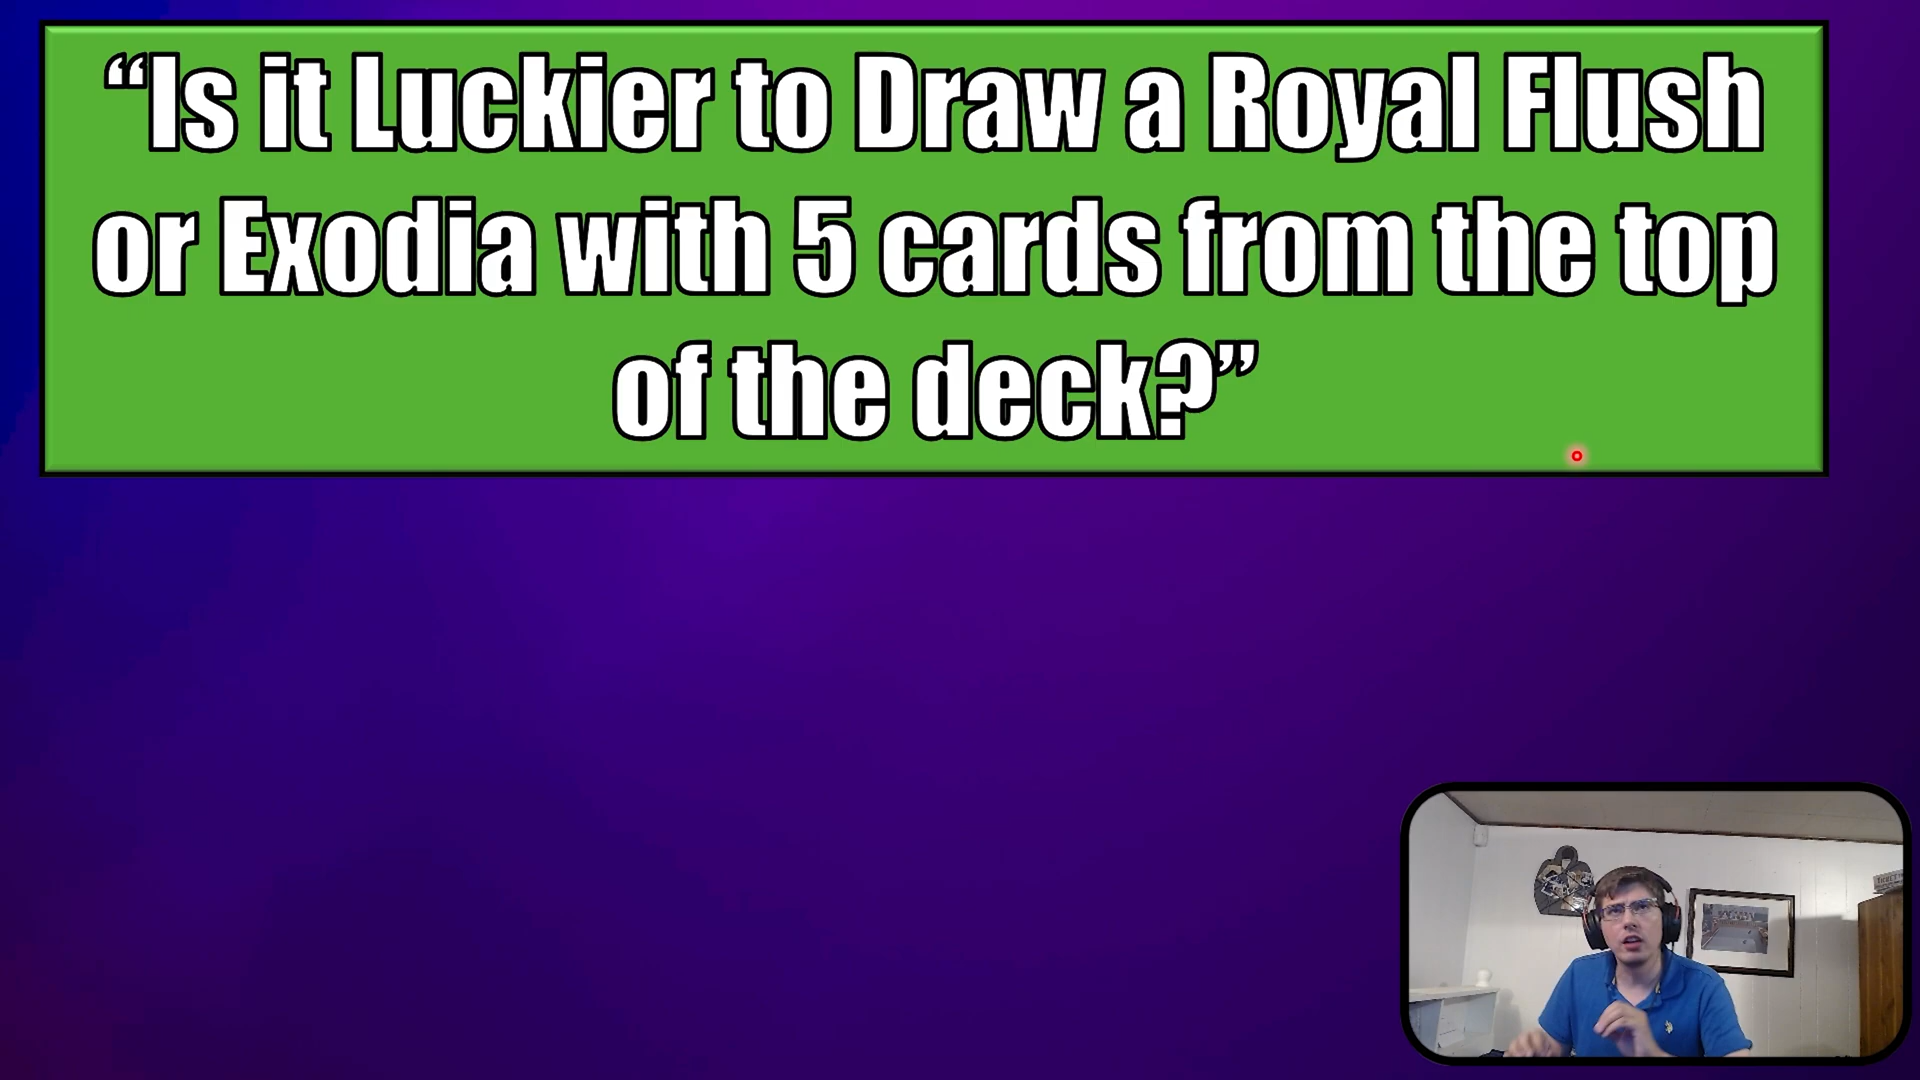 “Is it Luckier to Draw a Royal Flush
or Exodia with 5 cards from the top
of the deck?”